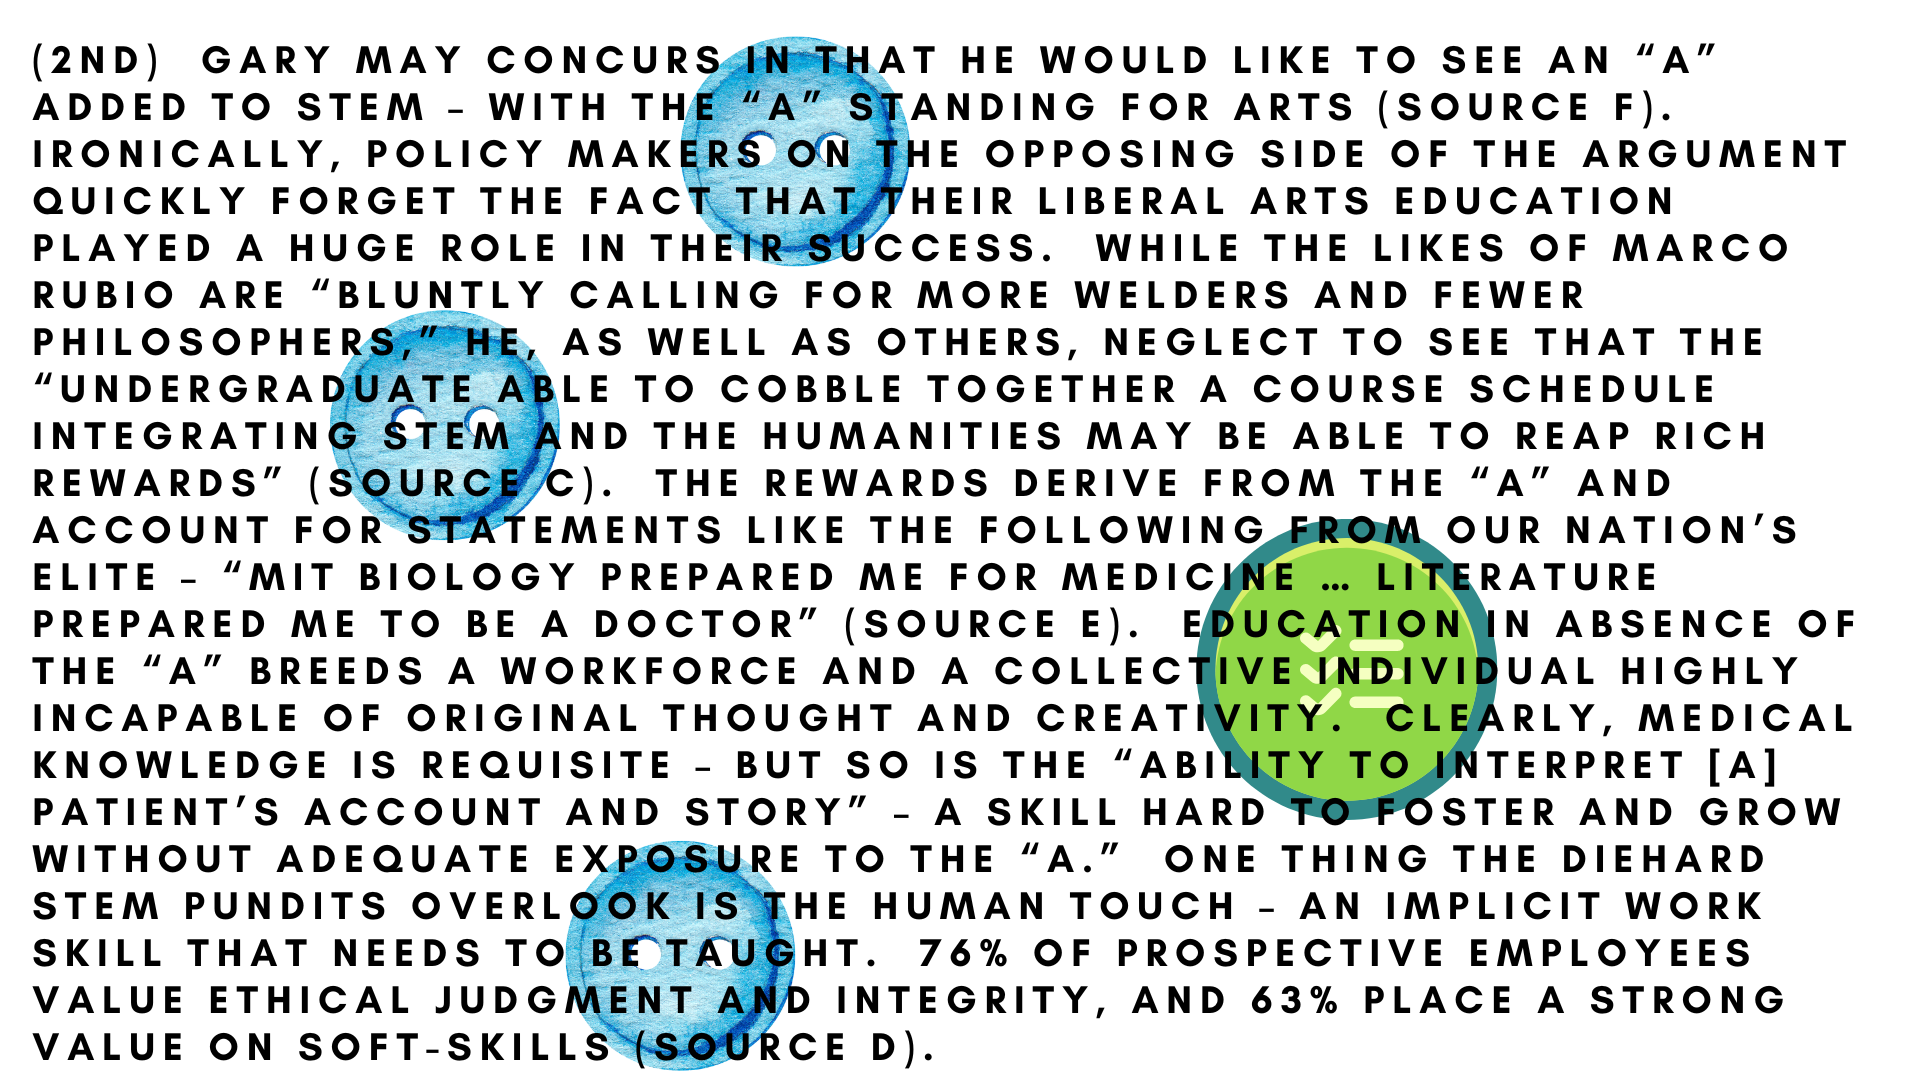 (2ND)  GARY MAY CONCURS IN THAT HE WOULD LIKE TO SEE AN “A”
ADDED TO STEM – WITH THE “A” STANDING FOR ARTS (SOURCE F).
IRONICALLY, POLICY MAKERS ON THE OPPOSING SIDE OF THE ARGUMENT
QUICKLY FORGET THE FACT THAT THEIR LIBERAL ARTS EDUCATION
PLAYED A HUGE ROLE IN THEIR SUCCESS.  WHILE THE LIKES OF MARCO
RUBIO ARE “BLUNTLY CALLING FOR MORE WELDERS AND FEWER
PHILOSOPHERS,” HE, AS WELL AS OTHERS, NEGLECT TO SEE THAT THE
“UNDERGRADUATE ABLE TO COBBLE TOGETHER A COURSE SCHEDULE
INTEGRATING STEM AND THE HUMANITIES MAY BE ABLE TO REAP RICH
REWARDS” (SOURCE C).  THE REWARDS DERIVE FROM THE “A” AND
ACCOUNT FOR STATEMENTS LIKE THE FOLLOWING FROM OUR NATION’S
ELITE – “MIT BIOLOGY PREPARED ME FOR MEDICINE … LITERATURE
PREPARED ME TO BE A DOCTOR” (SOURCE E).  EDUCATION IN ABSENCE OF
THE “A” BREEDS A WORKFORCE AND A COLLECTIVE INDIVIDUAL HIGHLY
INCAPABLE OF ORIGINAL THOUGHT AND CREATIVITY.  CLEARLY, MEDICAL
KNOWLEDGE IS REQUISITE – BUT SO IS THE “ABILITY TO INTERPRET [A]
PATIENT’S ACCOUNT AND STORY” – A SKILL HARD TO FOSTER AND GROW
WITHOUT ADEQUATE EXPOSURE TO THE “A.”  ONE THING THE DIEHARD
STEM PUNDITS OVERLOOK IS THE HUMAN TOUCH – AN IMPLICIT WORK
SKILL THAT NEEDS TO BE TAUGHT.  76% OF PROSPECTIVE EMPLOYEES
VALUE ETHICAL JUDGMENT AND INTEGRITY, AND 63% PLACE A STRONG
VALUE ON SOFT-SKILLS (SOURCE D).